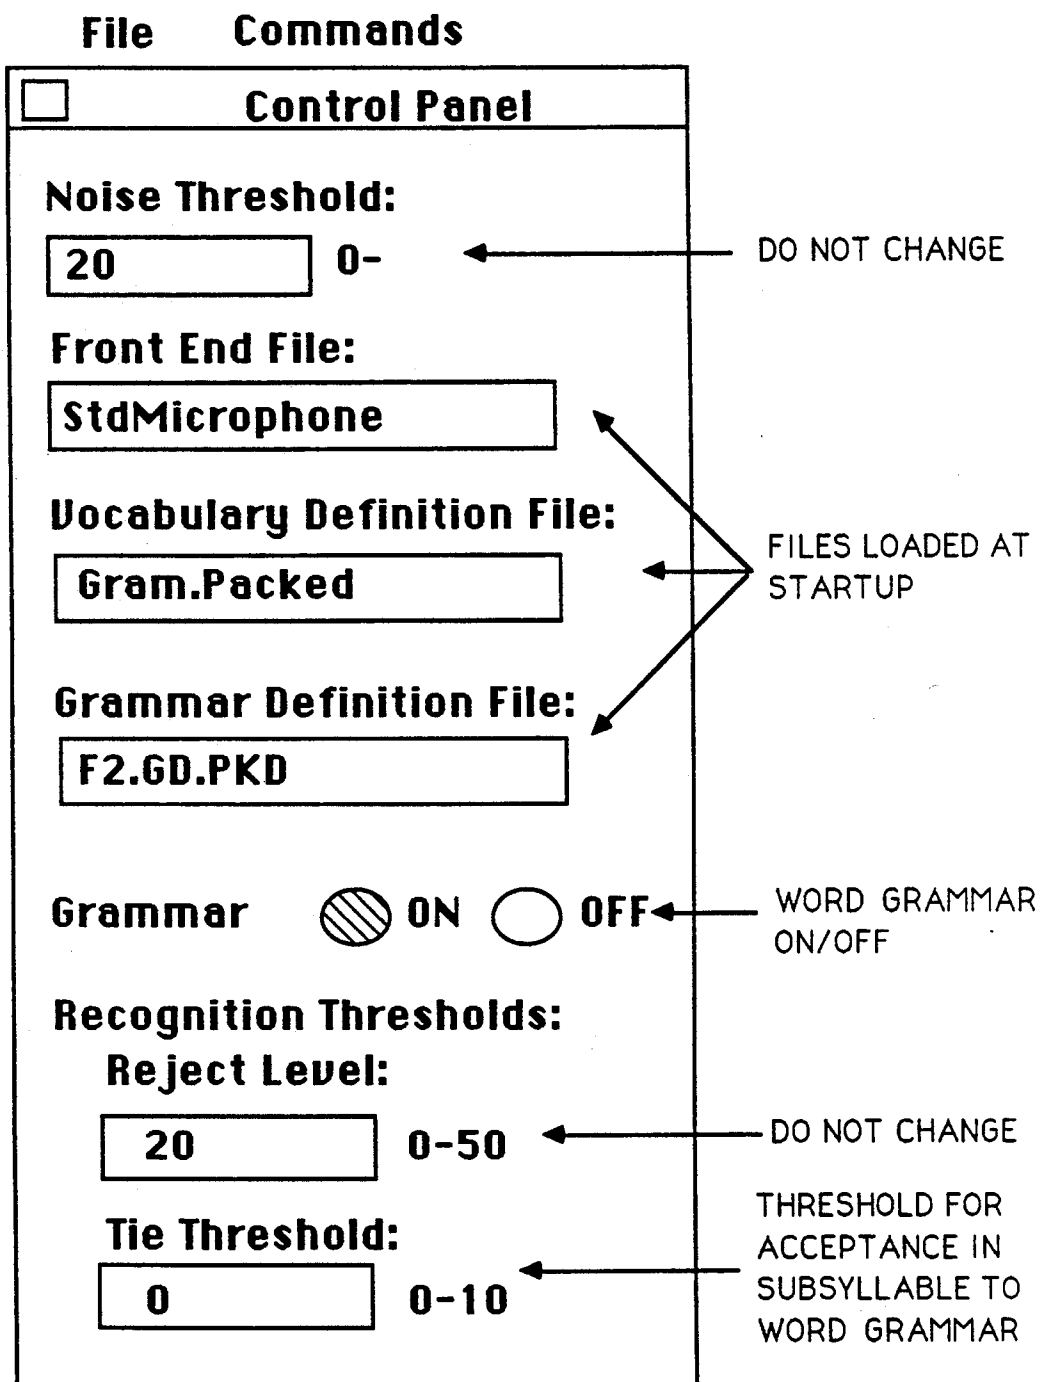 File Commands
Control Panel
Noise Threshold:
20 0-
DO NOT CHANGE
Front End File:
StdMicrophone
Vocabulary Definition File:
Gram.Packed
FILES LOADED AT
STARTUP
Grammar Definition File:
F2.GD.PKD
Grammar ON OFF
WORD GRAMMAR
ON/OFF
Recognition Thresholds:
Reject Level:
20 0-50
DO NOT CHANGE
Tie Threshold:
0 0-10
THRESHOLD FOR
ACCEPTANCE IN
SUBSYLLABLE TO
WORD GRAMMAR